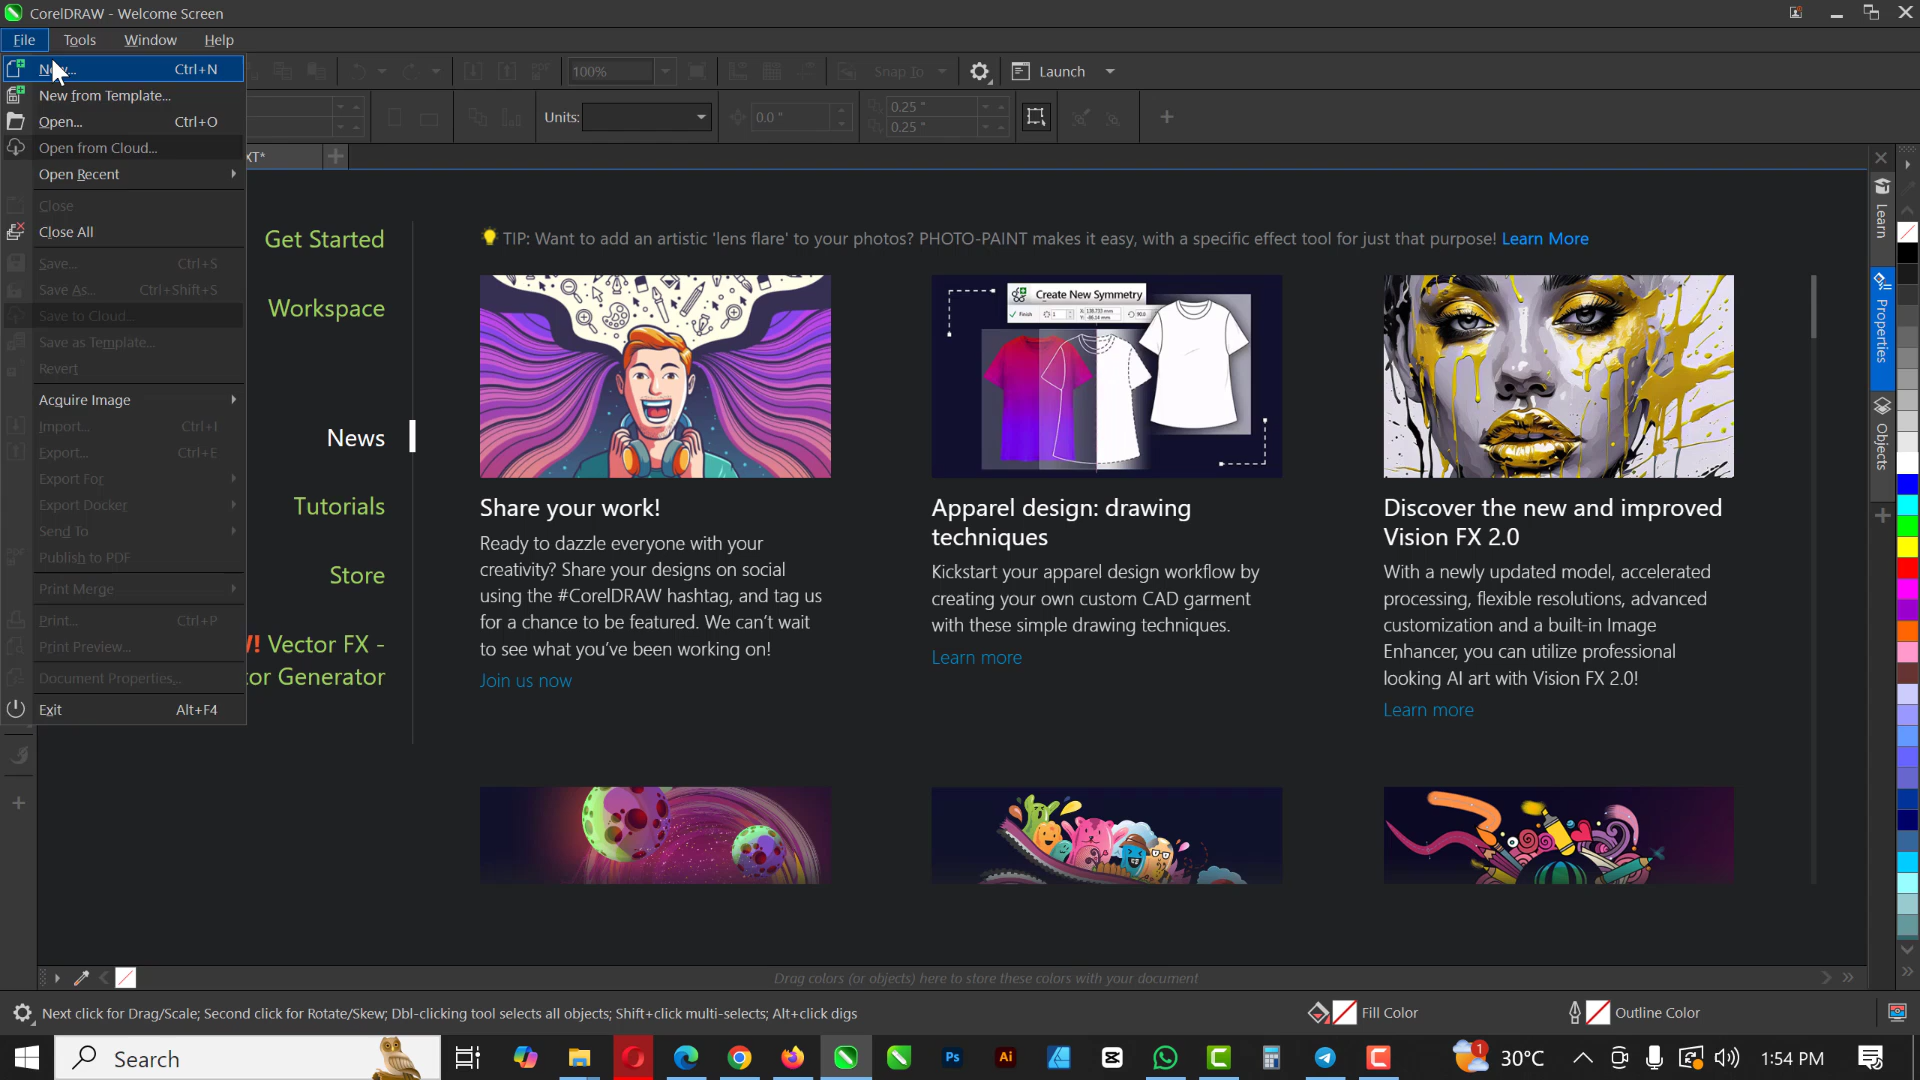 CorelDRAW - Welcome Screen
File Tools Window Help
New... Ctrl+N
New from Template...
Open... Ctrl+O
Open from Cloud...
Open Recent
Close
Close All
Save... Ctrl+S
Save As... Ctrl+Shift+S
Save to Cloud...
Save as Template...
Revert
Acquire Image
Import... Ctrl+I
Export... Ctrl+E
Export For
Export Docker
Send To
Publish to PDF
Print Merge
Print... Ctrl+P
Print Preview...
Document Properties...
Exit Alt+F4
100% PDF Snap To Launch
Units: 0.0 " 0.25 "
0.25 "
XT*
Get Started
Workspace
News
Tutorials
Store
! Vector FX -
or Generator
TIP: Want to add an artistic 'lens flare' to your photos? PHOTO-PAINT makes it easy, with a specific effect tool for just that purpose! Learn More
Create New Symmetry
Finish
Share your work!
Ready to dazzle everyone with your
creativity? Share your designs on social
using the #CorelDRAW hashtag, and tag us
for a chance to be featured. We can't wait
to see what you've been working on!
Join us now
Apparel design: drawing
techniques
Kickstart your apparel design workflow by
creating your own custom CAD garment
with these simple drawing techniques.
Learn more
Discover the new and improved
Vision FX 2.0
With a newly updated model, accelerated
processing, flexible resolutions, advanced
customization and a built-in Image
Enhancer, you can utilize professional
looking AI art with Vision FX 2.0!
Learn more
Learn
Properties
Objects
Drag colors (or objects) here to store these colors with your document
Next click for Drag/Scale; Second click for Rotate/Skew; Dbl-clicking tool selects all objects; Shift+click multi-selects; Alt+click digs
Fill Color
Outline Color
Search
Ps
Ai
1
30°C
1:54 PM